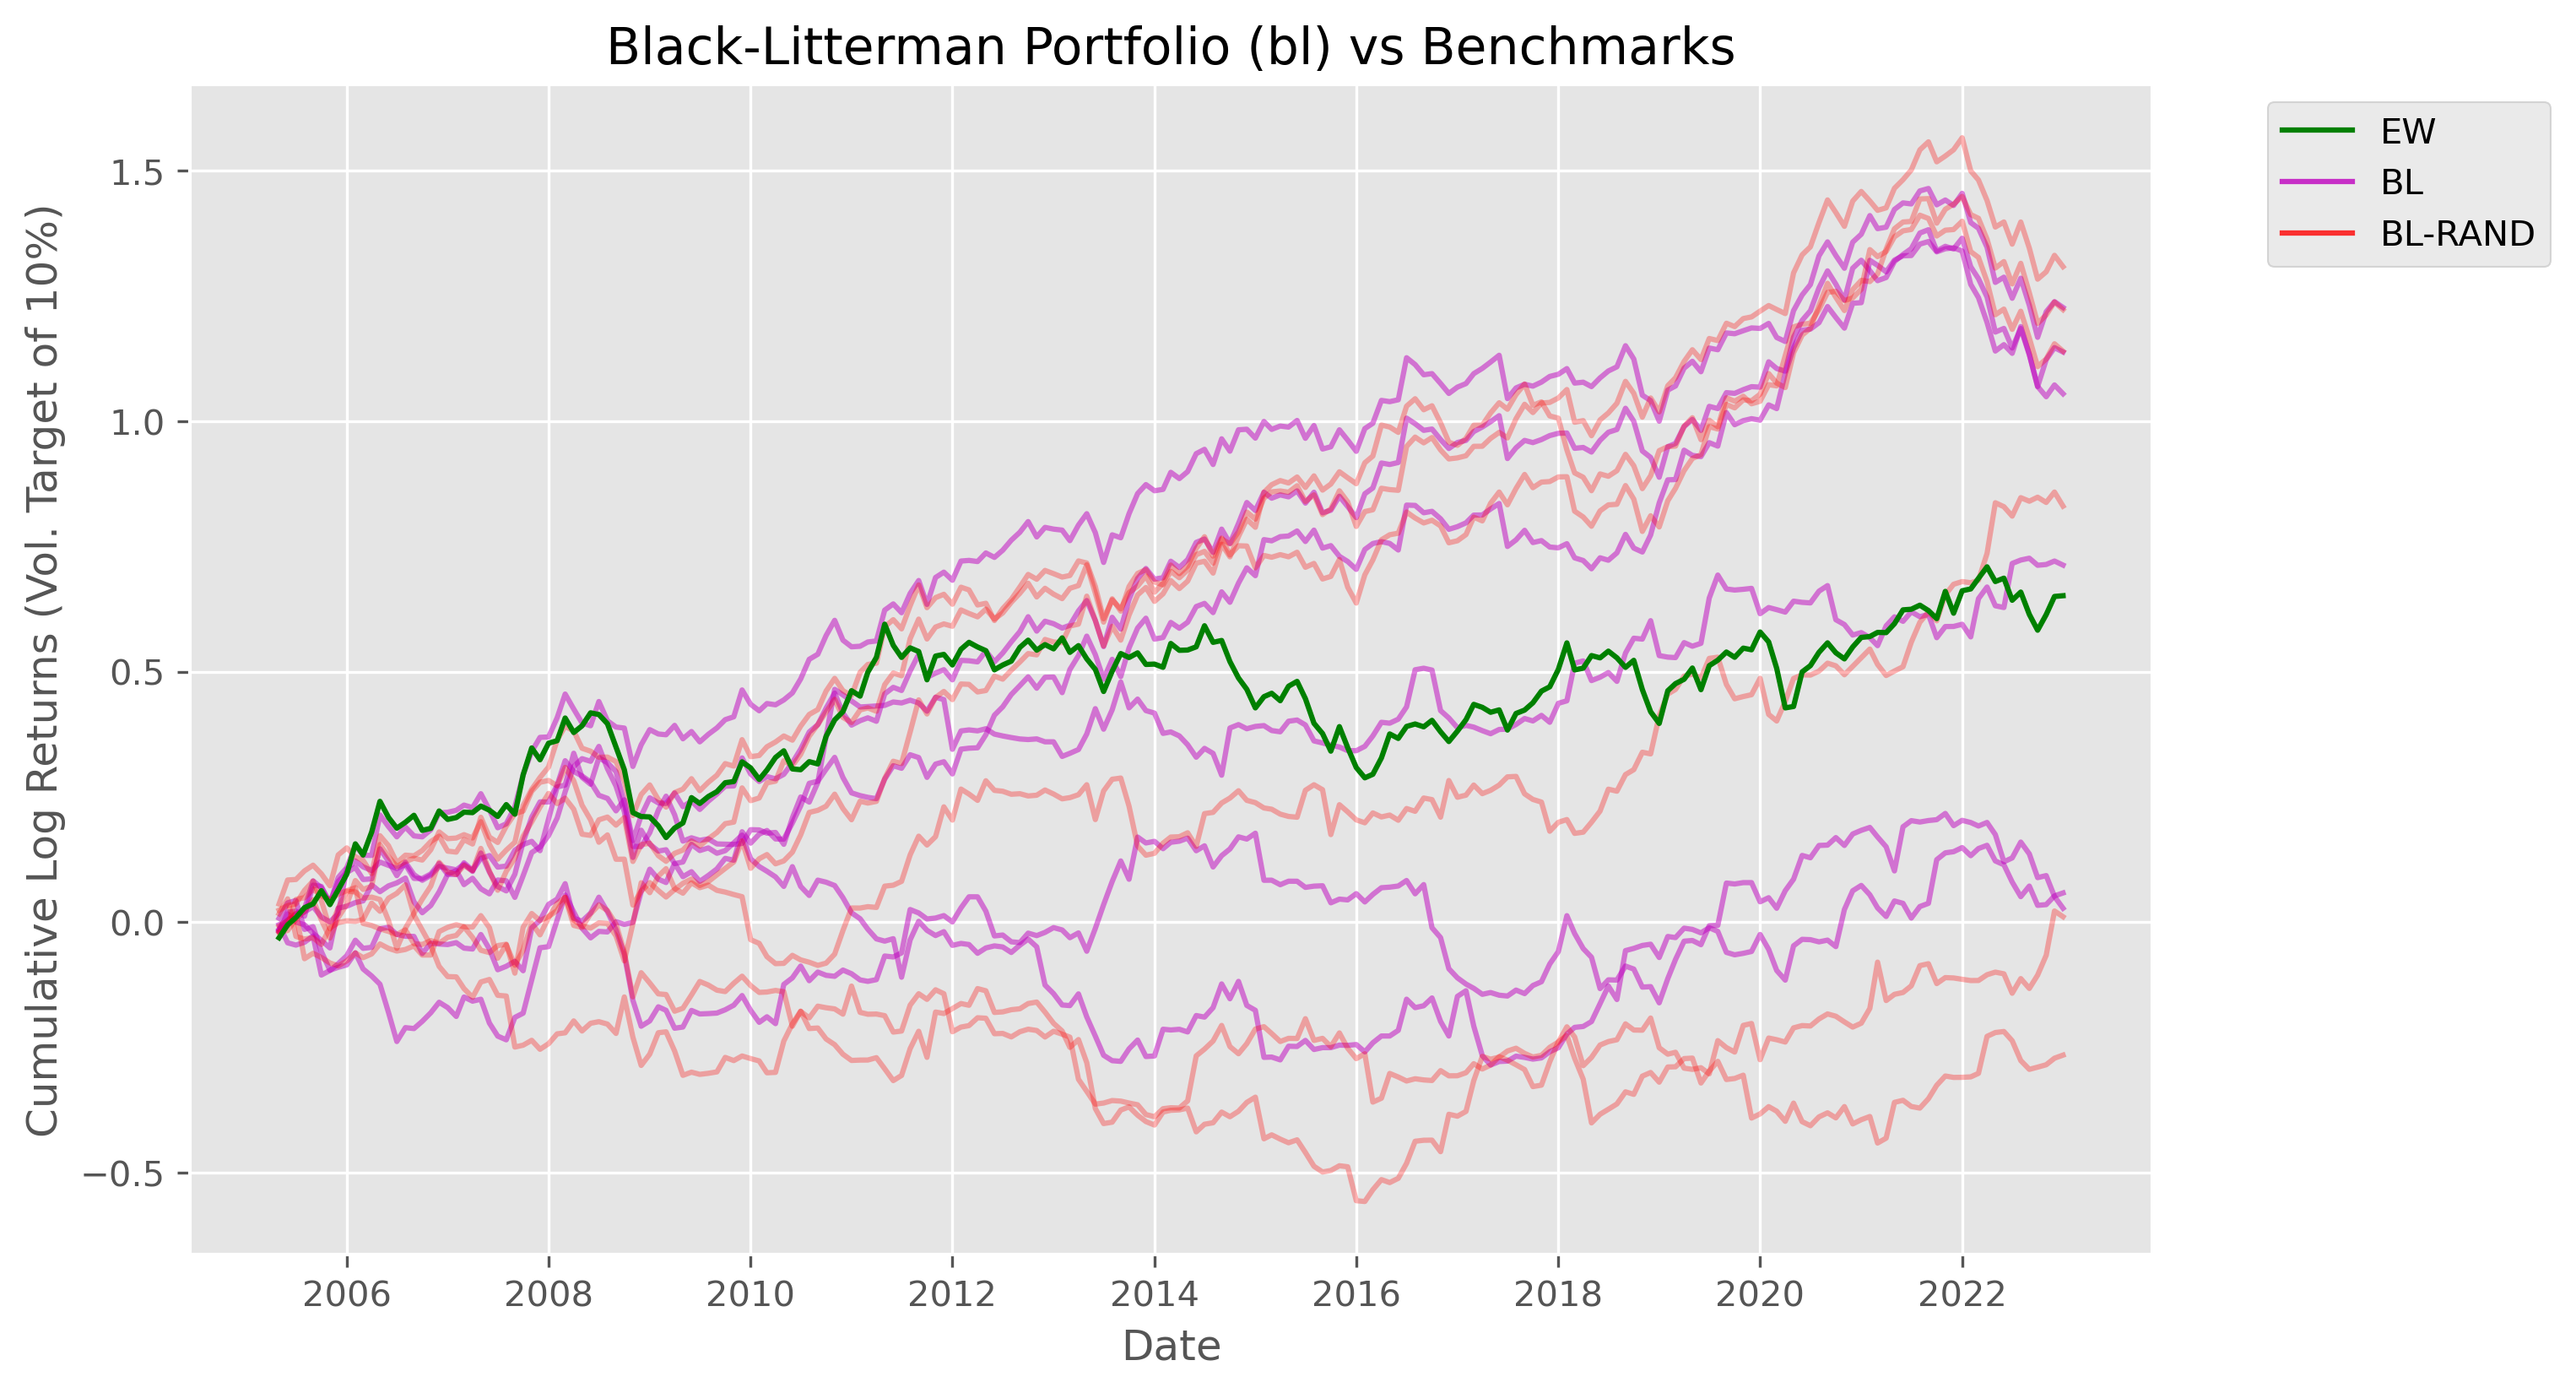 Black-Litterman Portfolio (bl) vs Benchmarks
EW
BL
BL-RAND
Cumulative Log Returns (Vol. Target of 10%)
1.5
1.0
0.5
0.0
−0.5
2006 2008 2010 2012 2014 2016 2018 2020 2022
Date